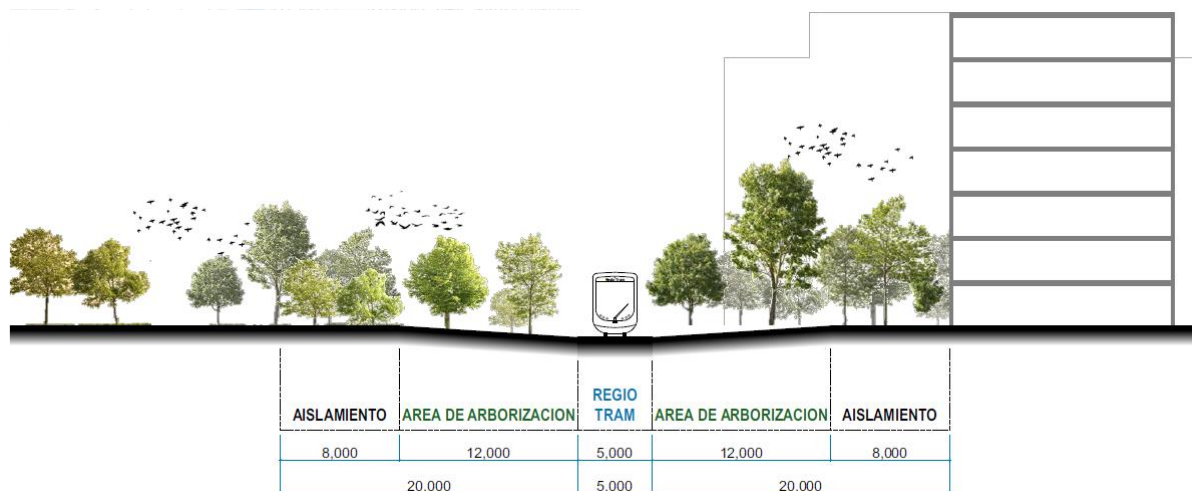 REGIO
AISLAMIENTO AREA DE ARBORIZACION TRAM AREA DE ARBORIZACION AISLAMIENTO
8,000 12,000 5,000 12,000 8,000
20,000 5,000 20,000